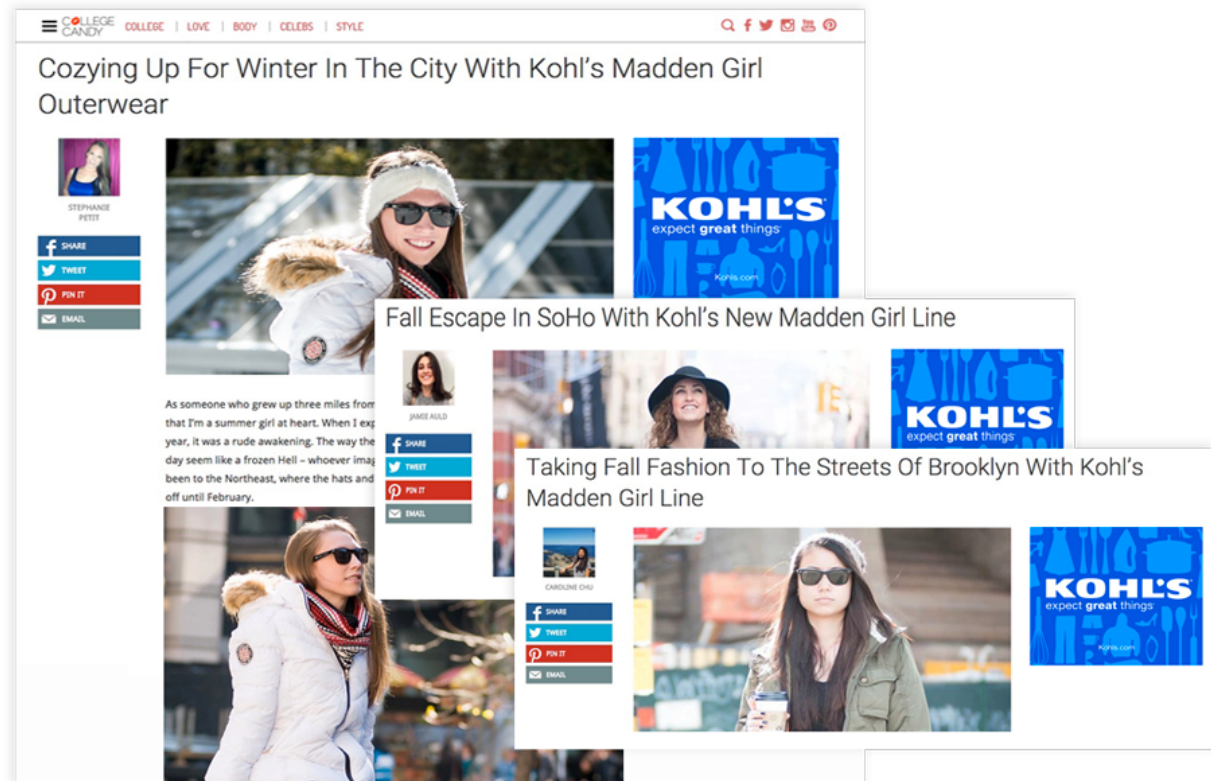 COLLEGE CANDY
COLLEGE | LOVE | BODY | CELEBS | STYLE
Cozying Up For Winter In The City With Kohl's Madden Girl
Outerwear
STEPHANIE
PETIT
SHARE
TWEET
PIN IT
EMAIL
KOHL'S
expect great things
Kohls.com
As someone who grew up three miles from
that I'm a summer girl at heart. When I exp
year, it was a rude awakening. The way the
day seem like a frozen Hell – whoever imag
been to the Northeast, where the hats and
off until February.
Fall Escape In SoHo With Kohl's New Madden Girl Line
JAMIE AULD
SHARE
TWEET
PIN IT
EMAIL
KOHL'S
expect great things
Taking Fall Fashion To The Streets Of Brooklyn With Kohl's
Madden Girl Line
CAROLINE CHU
SHARE
TWEET
PIN IT
EMAIL
KOHL'S
expect great things
Kohls.com